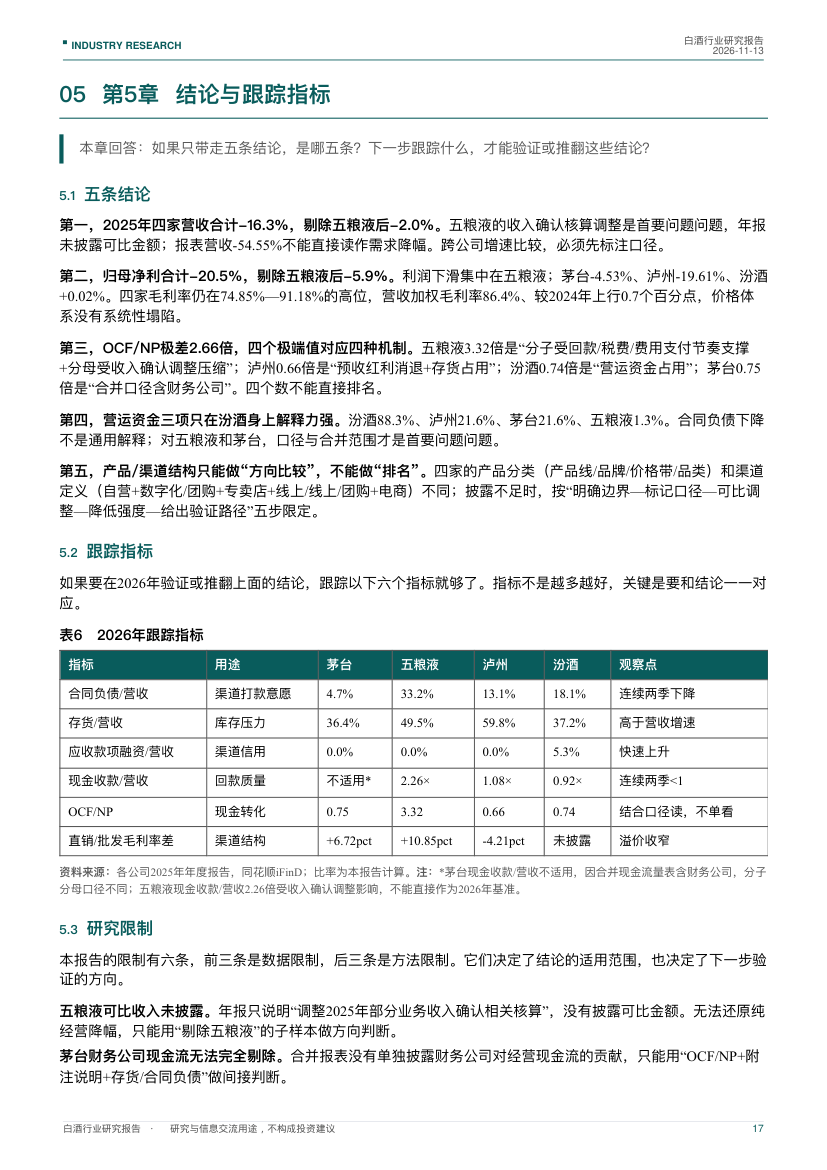 INDUSTRY RESEARCH
白酒行业研究报告
2026-11-13
05 第5章 结论与跟踪指标
本章回答：如果只带走五条结论，是哪五条？下一步跟踪什么，才能验证或推翻这些结论？
5.1 五条结论
第一，2025年四家营收合计−16.3%，剔除五粮液后−2.0%。五粮液的收入确认核算调整是首要问题问题，年报
未披露可比金额；报表营收-54.55%不能直接读作需求降幅。跨公司增速比较，必须先标注口径。
第二，归母净利合计−20.5%，剔除五粮液后−5.9%。利润下滑集中在五粮液；茅台-4.53%、泸州-19.61%、汾酒
+0.02%。四家毛利率仍在74.85%—91.18%的高位，营收加权毛利率86.4%、较2024年上行0.7个百分点，价格体
系没有系统性塌陷。
第三，OCF/NP极差2.66倍，四个极端值对应四种机制。五粮液3.32倍是“分子受回款/税费/费用支付节奏支撑
+分母受收入确认调整压缩”；泸州0.66倍是“预收红利消退+存货占用”；汾酒0.74倍是“营运资金占用”；茅台0.75
倍是“合并口径含财务公司”。四个数不能直接排名。
第四，营运资金三项只在汾酒身上解释力强。汾酒88.3%、泸州21.6%、茅台21.6%、五粮液1.3%。合同负债下降
不是通用解释；对五粮液和茅台，口径与合并范围才是首要问题问题。
第五，产品/渠道结构只能做“方向比较”，不能做“排名”。四家的产品分类（产品线/品牌/价格带/品类）和渠道
定义（自营+数字化/团购+专卖店+线上/线上/团购+电商）不同；披露不足时，按“明确边界—标记口径—可比调
整—降低强度—给出验证路径”五步限定。
5.2 跟踪指标
如果要在2026年验证或推翻上面的结论，跟踪以下六个指标就够了。指标不是越多越好，关键是要和结论一一对
应。
表6 2026年跟踪指标
指标 用途 茅台 五粮液 泸州 汾酒 观察点
合同负债/营收 渠道打款意愿 4.7% 33.2% 13.1% 18.1% 连续两季下降
存货/营收 库存压力 36.4% 49.5% 59.8% 37.2% 高于营收增速
应收款项融资/营收 渠道信用 0.0% 0.0% 0.0% 5.3% 快速上升
现金收款/营收 回款质量 不适用* 2.26× 1.08× 0.92× 连续两季<1
OCF/NP 现金转化 0.75 3.32 0.66 0.74 结合口径读，不单看
直销/批发毛利率差 渠道结构 +6.72pct +10.85pct -4.21pct 未披露 溢价收窄
资料来源：各公司2025年年度报告，同花顺iFinD；比率为本报告计算。注：*茅台现金收款/营收不适用，因合并现金流量表含财务公司，分子
分母口径不同；五粮液现金收款/营收2.26倍受收入确认调整影响，不能直接作为2026年基准。
5.3 研究限制
本报告的限制有六条，前三条是数据限制，后三条是方法限制。它们决定了结论的适用范围，也决定了下一步验
证的方向。
五粮液可比收入未披露。年报只说明“调整2025年部分业务收入确认相关核算”，没有披露可比金额。无法还原纯
经营降幅，只能用“剔除五粮液”的子样本做方向判断。
茅台财务公司现金流无法完全剔除。合并报表没有单独披露财务公司对经营现金流的贡献，只能用“OCF/NP+附
注说明+存货/合同负债”做间接判断。
白酒行业研究报告 · 研究与信息交流用途，不构成投资建议
17